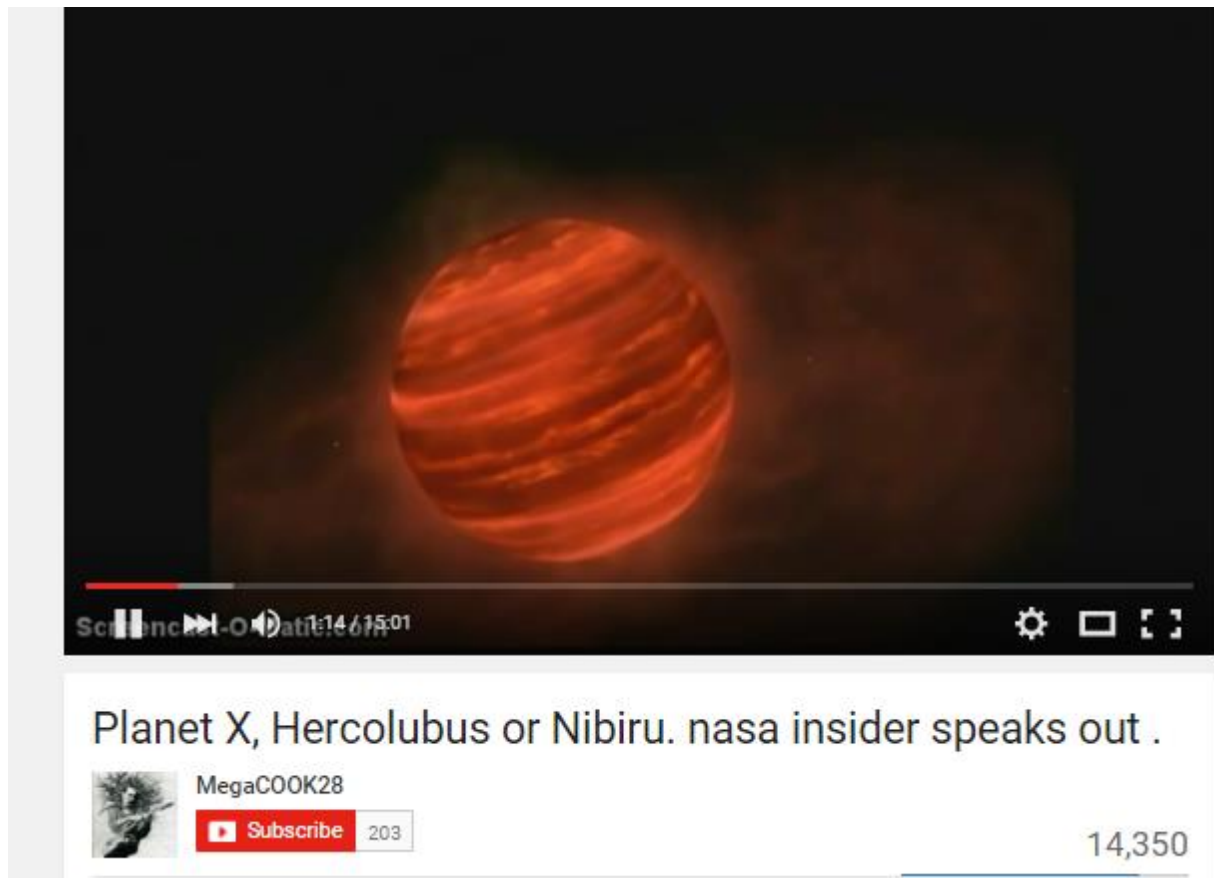 1:14 / 15:01
Planet X, Hercolubus or Nibiru. nasa insider speaks out .
MegaCOOK28
Subscribe 203
14,350